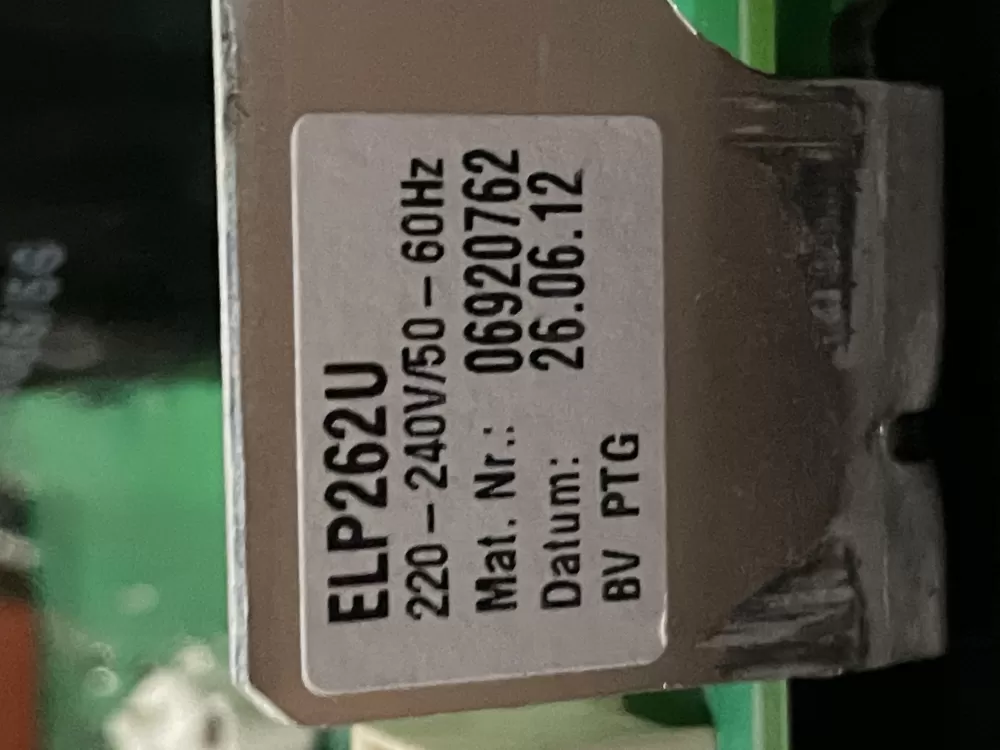 ELP262U
220-240V/50-60Hz
Mat. Nr.: 06920762
Datum: 26.06.12
BV PTG